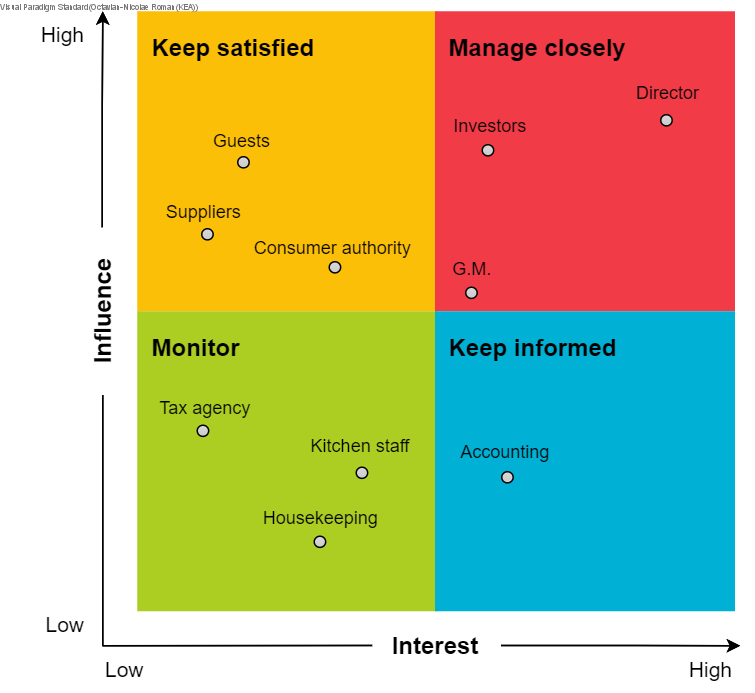 Visual Paradigm Standard(Octavian-Nicolae Roman(KEA))
High
Keep satisfied
Manage closely
Director
Investors
Guests
Suppliers
Consumer authority
G.M.
Influence
Monitor
Keep informed
Tax agency
Kitchen staff
Accounting
Housekeeping
Low
Interest
Low
High